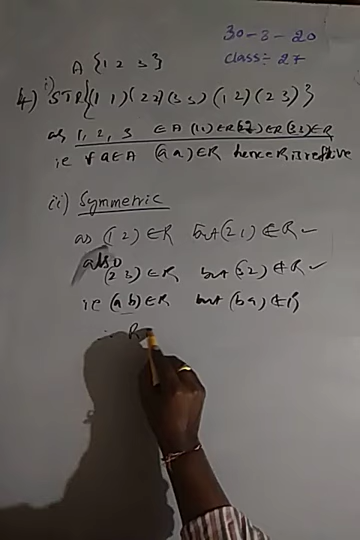 30-3-20
class:- 27
A {1 2 3}
4) i) STR{(1 1) (2 2) (3 3) (1 2) (2 3)}
as 1, 2, 3 ∈ A (1 1) ∈ R (2 2) ∈ R (3 3) ∈ R
ie ∀ a ∈ A (a a) ∈ R hence R is reflexive
ii) Symmetric
as (1 2) ∈ R but (2 1) ∉ R ✓
also (2 3) ∈ R but (3 2) ∉ R ✓
ie (a b) ∈ R but (b a) ∉ R
∴ R